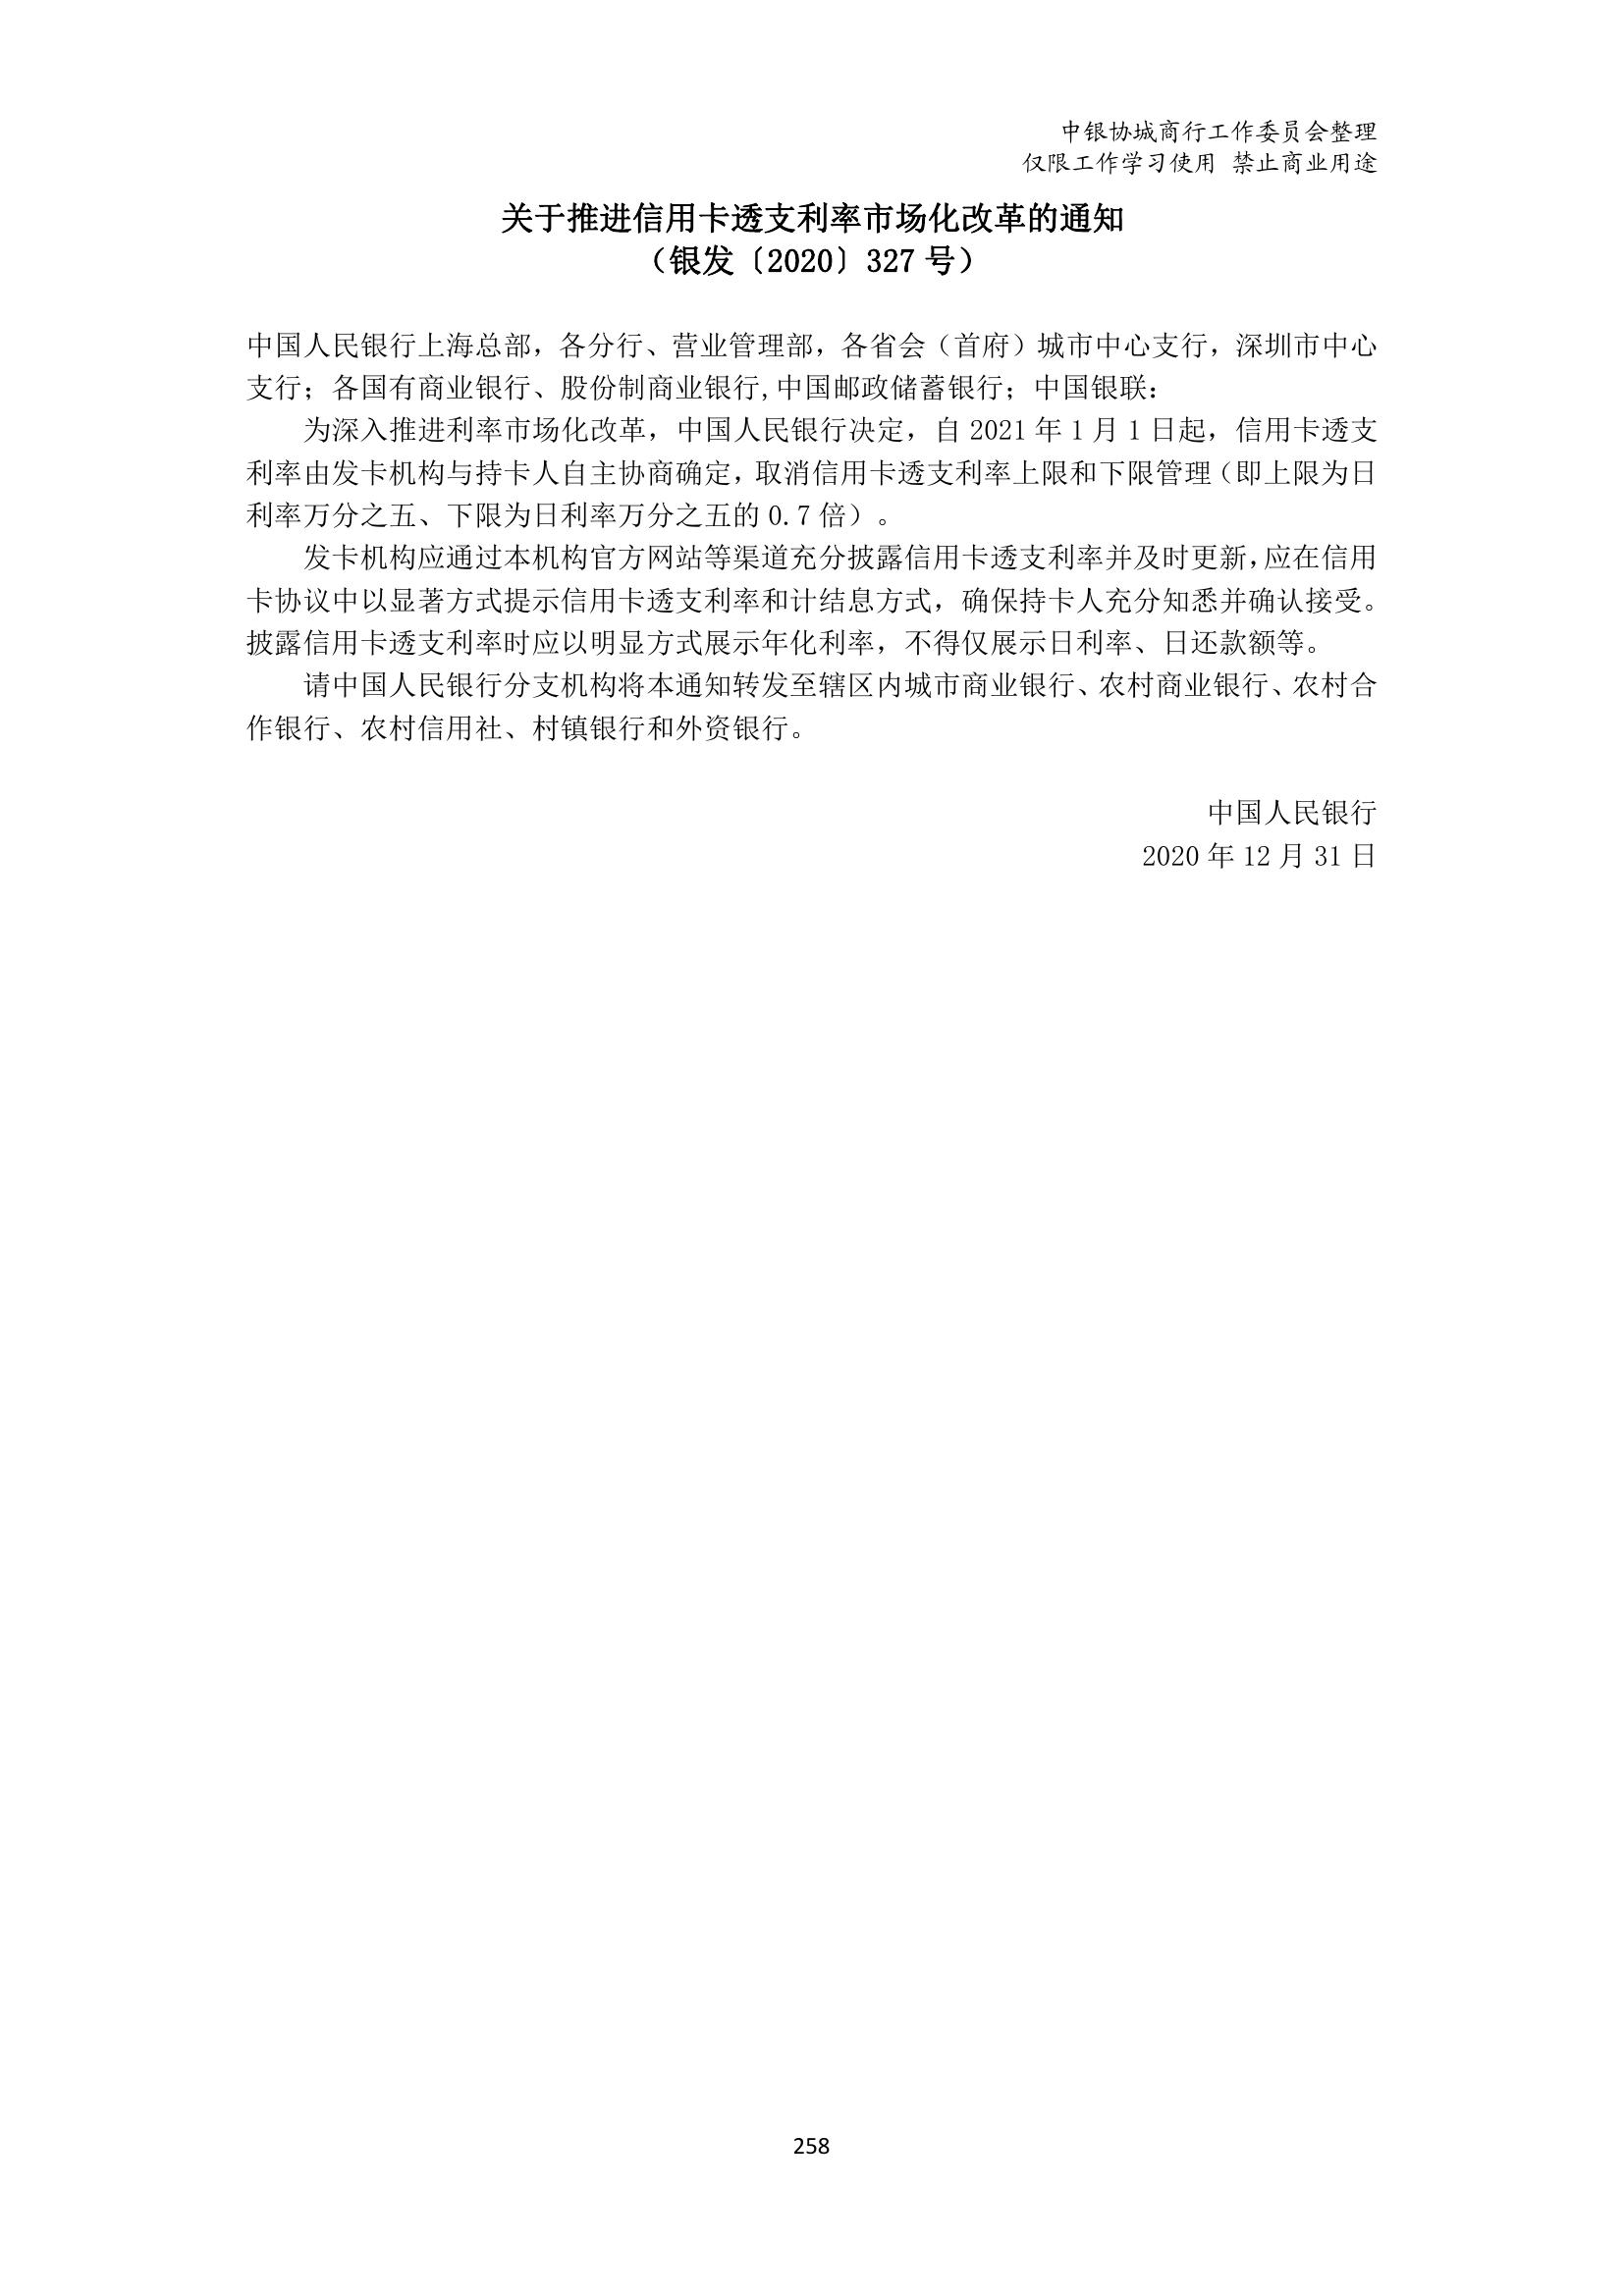 中银协城商行工作委员会整理
仅限工作学习使用 禁止商业用途
关于推进信用卡透支利率市场化改革的通知
（银发〔2020〕327 号）
中国人民银行上海总部，各分行、营业管理部，各省会（首府）城市中心支行，深圳市中心
支行；各国有商业银行、股份制商业银行,中国邮政储蓄银行；中国银联：
为深入推进利率市场化改革，中国人民银行决定，自 2021 年 1 月 1 日起，信用卡透支
利率由发卡机构与持卡人自主协商确定，取消信用卡透支利率上限和下限管理（即上限为日
利率万分之五、下限为日利率万分之五的 0.7 倍）。
发卡机构应通过本机构官方网站等渠道充分披露信用卡透支利率并及时更新，应在信用
卡协议中以显著方式提示信用卡透支利率和计结息方式，确保持卡人充分知悉并确认接受。
披露信用卡透支利率时应以明显方式展示年化利率，不得仅展示日利率、日还款额等。
请中国人民银行分支机构将本通知转发至辖区内城市商业银行、农村商业银行、农村合
作银行、农村信用社、村镇银行和外资银行。
中国人民银行
2020 年 12 月 31 日
258